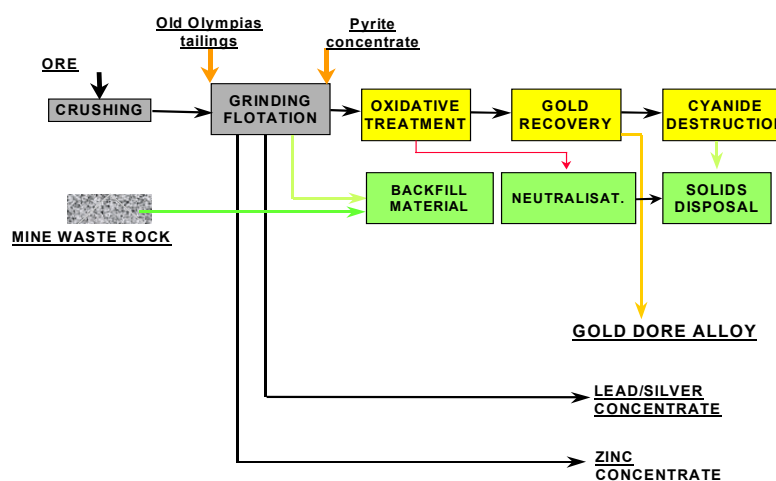 Old Olympias
tailings
Pyrite
concentrate
ORE
CRUSHING
GRINDING
FLOTATION
OXIDATIVE
TREATMENT
GOLD
RECOVERY
CYANIDE
DESTRUCTION
BACKFILL
MATERIAL
NEUTRALISAT.
SOLIDS
DISPOSAL
MINE WASTE ROCK
GOLD DORE ALLOY
LEAD/SILVER
CONCENTRATE
ZINC
CONCENTRATE